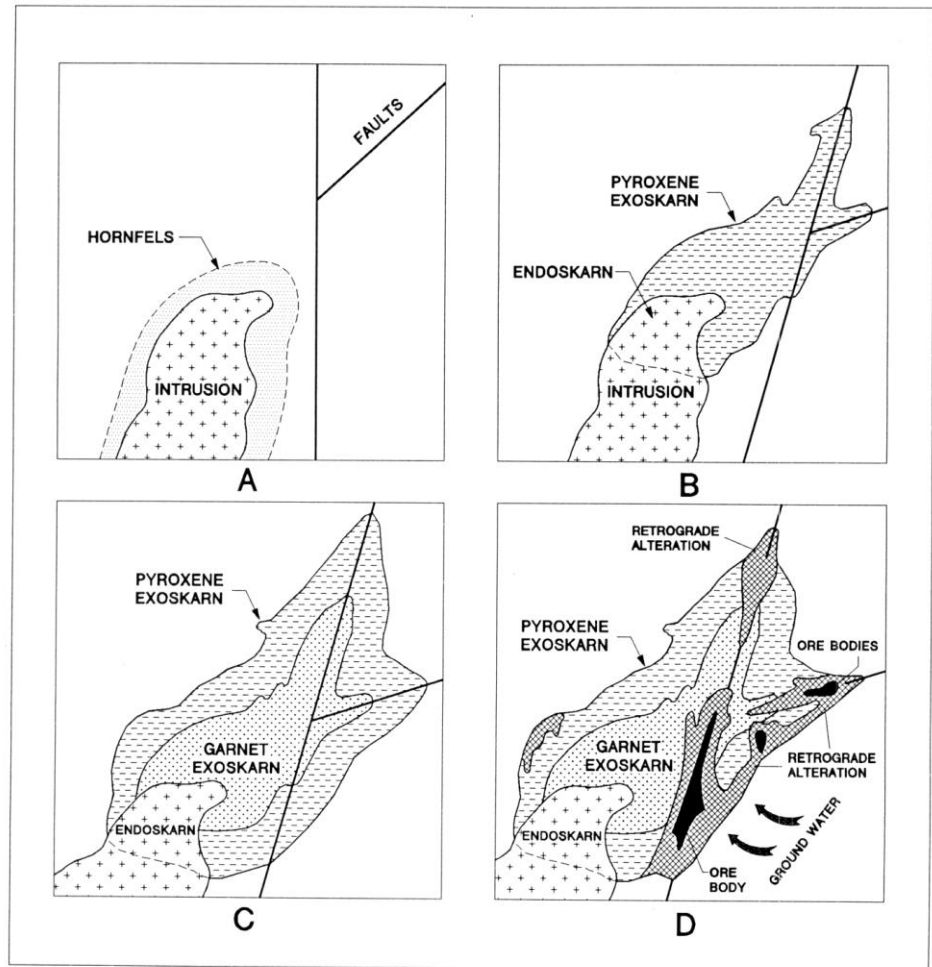 FAULTS
HORNFELS
INTRUSION
A
PYROXENE
EXOSKARN
ENDOSKARN
INTRUSION
B
PYROXENE
EXOSKARN
GARNET
EXOSKARN
ENDOSKARN
C
RETROGRADE
ALTERATION
PYROXENE
EXOSKARN
ORE BODIES
GARNET
EXOSKARN
RETROGRADE
ALTERATION
ENDOSKARN
GROUND WATER
ORE
BODY
D